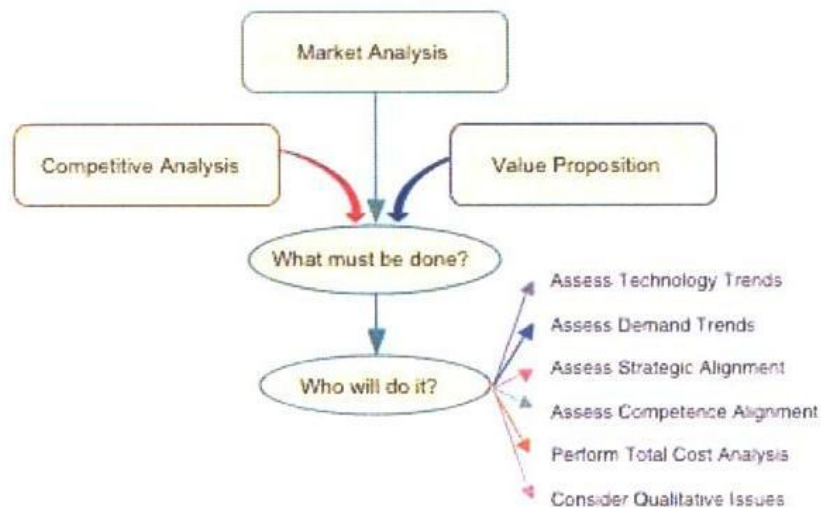 Market Analysis
Competitive Analysis
Value Proposition
What must be done?
Who will do it?
Assess Technology Trends
Assess Demand Trends
Assess Strategic Alignment
Assess Competence Alignment
Perform Total Cost Analysis
Consider Qualitative Issues